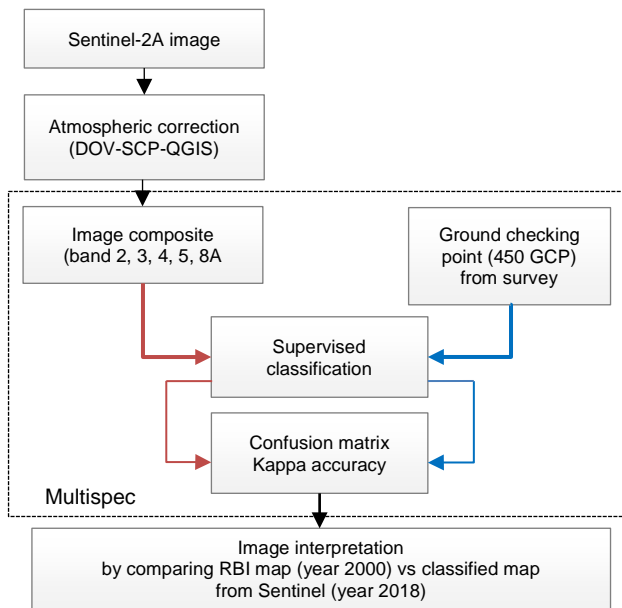 Sentinel-2A image
Atmospheric correction
(DOV-SCP-QGIS)
Image composite
(band 2, 3, 4, 5, 8A
Ground checking
point (450 GCP)
from survey
Supervised
classification
Confusion matrix
Kappa accuracy
Multispec
Image interpretation
by comparing RBI map (year 2000) vs classified map
from Sentinel (year 2018)